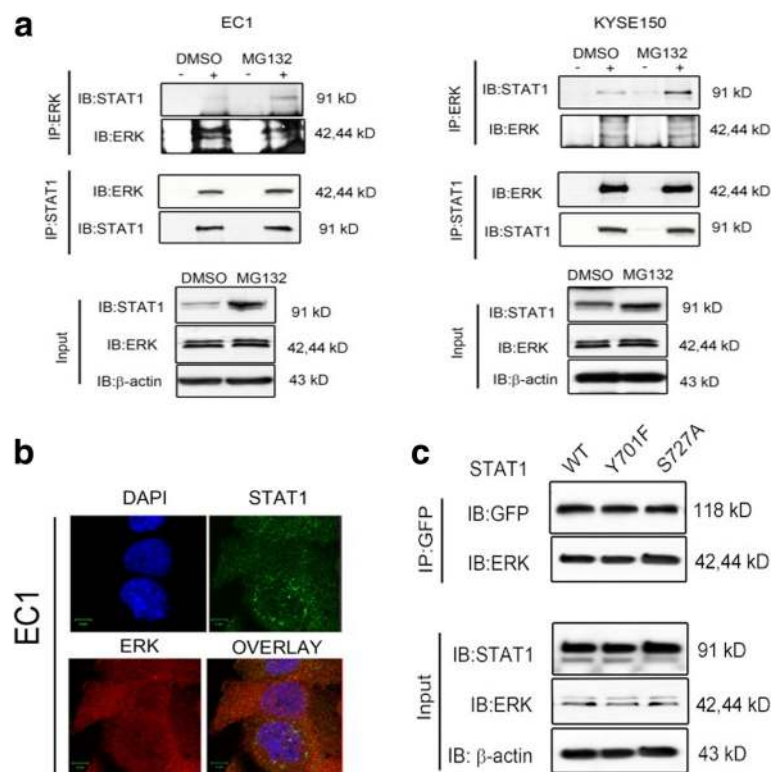 a
EC1
DMSO MG132
- + - +
IP:ERK
IB:STAT1 91 kD
IB:ERK 42,44 kD
IP:STAT1
IB:ERK 42,44 kD
IB:STAT1 91 kD
DMSO MG132
Input
IB:STAT1 91 kD
IB:ERK 42,44 kD
IB:β-actin 43 kD
KYSE150
DMSO MG132
- + - +
IP:ERK
IB:STAT1 91 kD
IB:ERK 42,44 kD
IP:STAT1
IB:ERK 42,44 kD
IB:STAT1 91 kD
DMSO MG132
Input
IB:STAT1 91 kD
IB:ERK 42,44 kD
IB:β-actin 43 kD
b
EC1
DAPI STAT1
ERK OVERLAY
c
STAT1 WT Y701F S727A
IP:GFP
IB:GFP 118 kD
IB:ERK 42,44 kD
Input
IB:STAT1 91 kD
IB:ERK 42,44 kD
IB: β-actin 43 kD